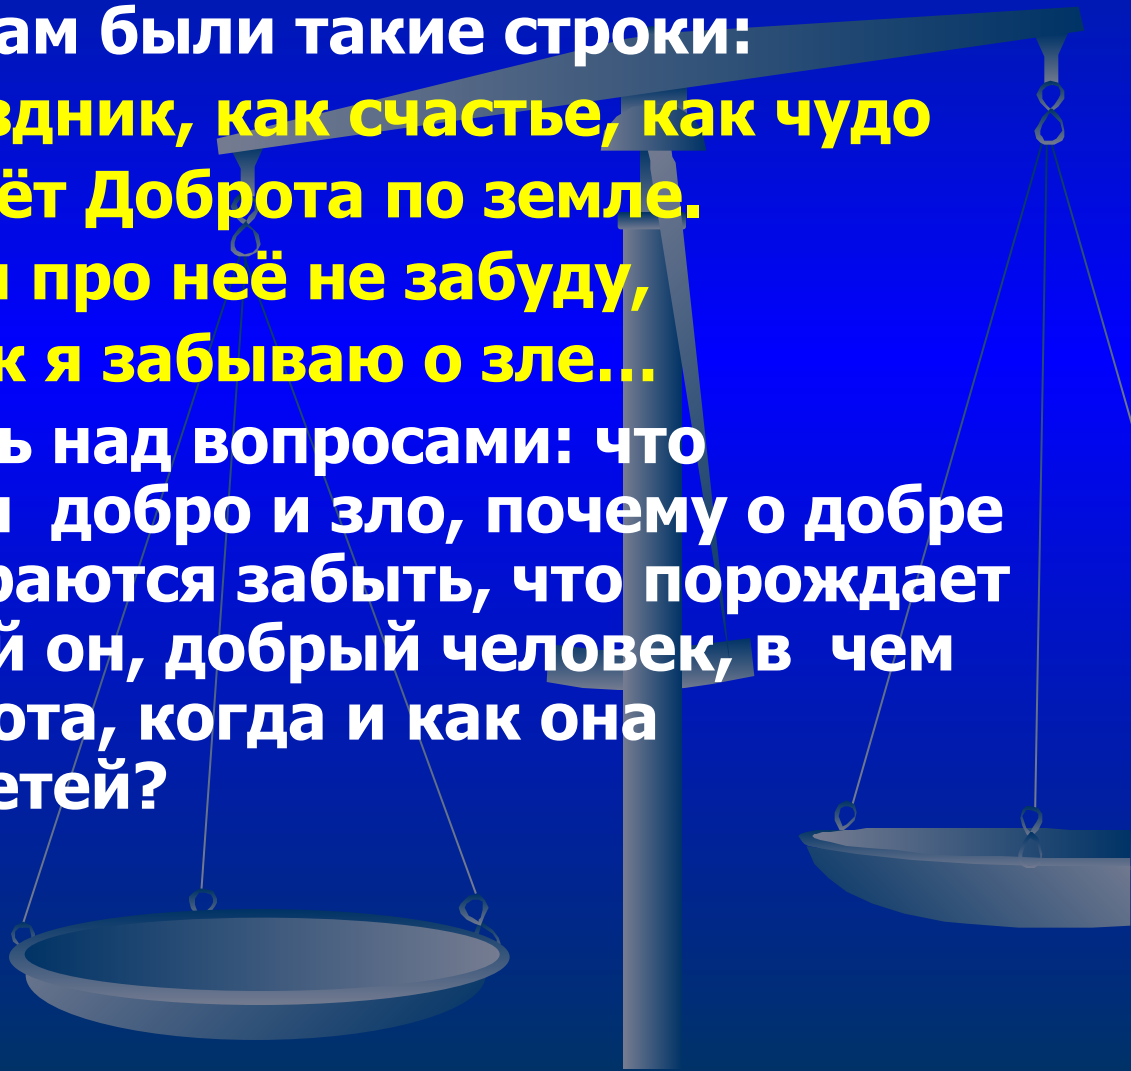 ам были такие строки:
здник, как счастье, как чудо
ёт Доброта по земле.
про неё не забуду,
к я забываю о зле...
ь над вопросами: что
добро и зло, почему о добре
раются забыть, что порождает
й он, добрый человек, в чем
ота, когда и как она
етей?